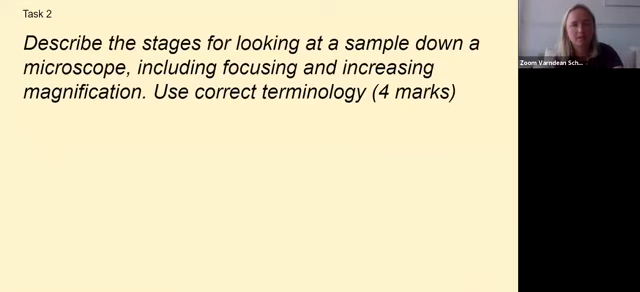 Task 2
Describe the stages for looking at a sample down a
microscope, including focusing and increasing
magnification. Use correct terminology (4 marks)
Zoom Varndean Sch...